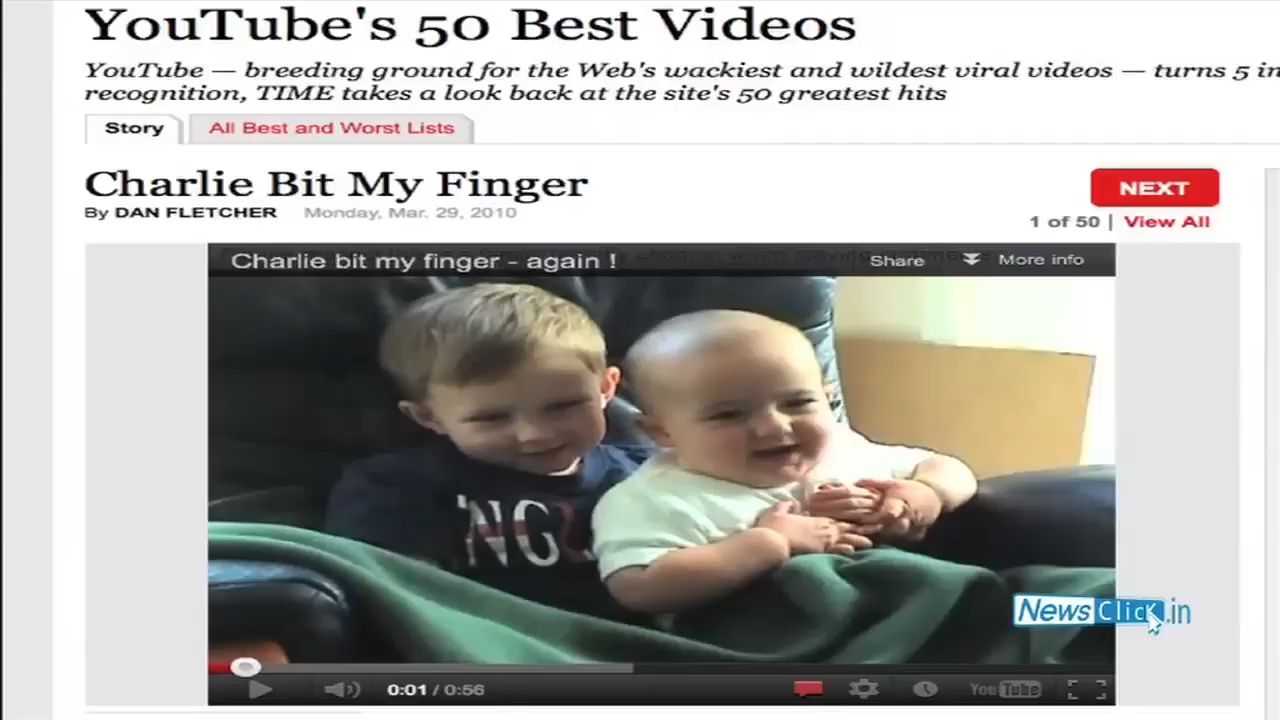 YouTube's 50 Best Videos
YouTube — breeding ground for the Web's wackiest and wildest viral videos — turns 5 in
recognition, TIME takes a look back at the site's 50 greatest hits
Story All Best and Worst Lists
Charlie Bit My Finger
NEXT
By DAN FLETCHER Monday, Mar. 29, 2010
1 of 50 | View All
Charlie bit my finger - again ! Share More info
NG
NewsClick.in
0:01 / 0:56 YouTube